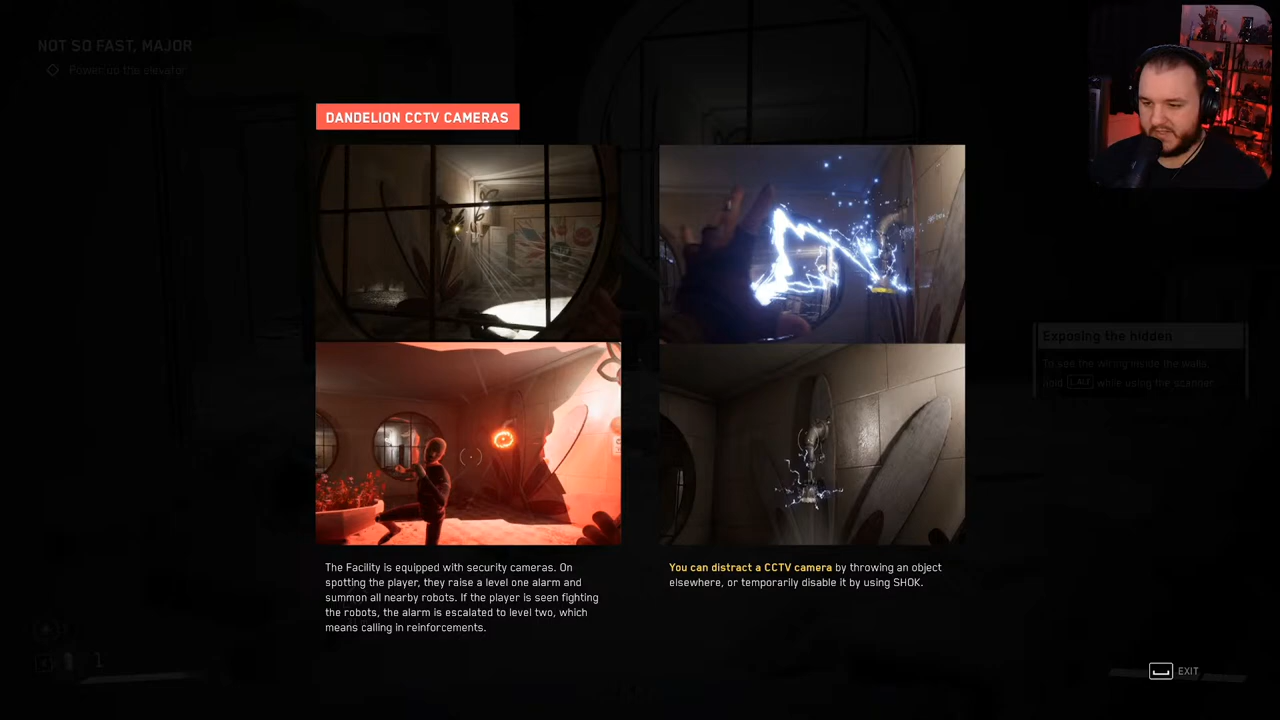 NOT SO FAST, MAJOR
Power up the elevator
DANDELION CCTV CAMERAS
Exposing the hidden
To see the wiring inside the walls,
hold L.ALT while using the scanner
The Facility is equipped with security cameras. On
spotting the player, they raise a level one alarm and
summon all nearby robots. If the player is seen fighting
the robots, the alarm is escalated to level two, which
means calling in reinforcements.
You can distract a CCTV camera by throwing an object
elsewhere, or temporarily disable it by using SHOK.
1
EXIT